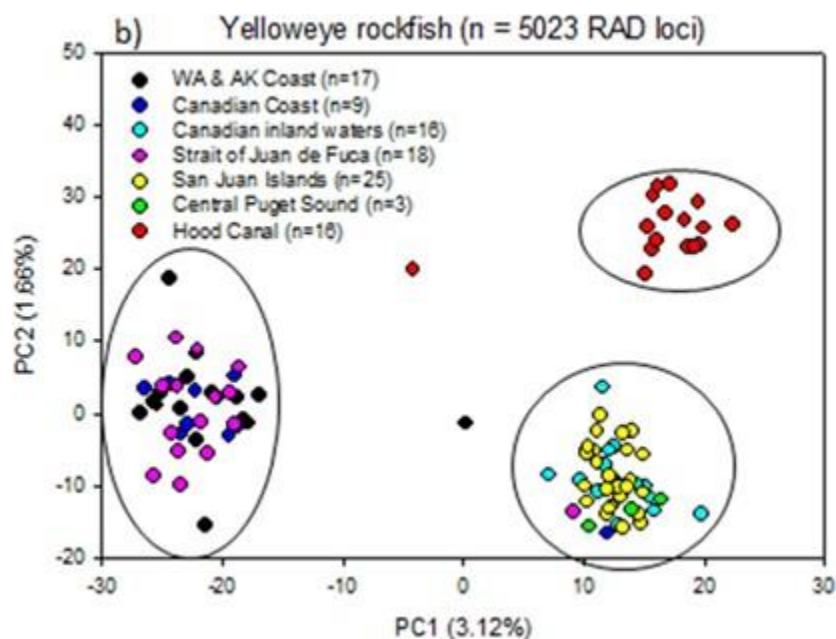 b) Yelloweye rockfish (n = 5023 RAD loci)
WA & AK Coast (n=17)
Canadian Coast (n=9)
Canadian inland waters (n=16)
Strait of Juan de Fuca (n=18)
San Juan Islands (n=25)
Central Puget Sound (n=3)
Hood Canal (n=16)
PC2 (1.66%)
50
40
30
20
10
0
-10
-20
-30 -20 -10 0 10 20 30
PC1 (3.12%)